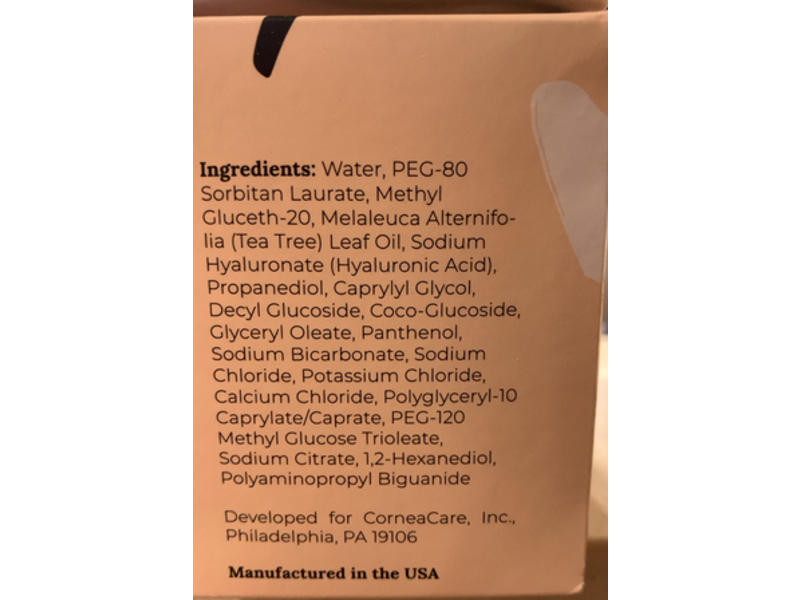 Ingredients: Water, PEG-80
Sorbitan Laurate, Methyl
Gluceth-20, Melaleuca Alternifo-
lia (Tea Tree) Leaf Oil, Sodium
Hyaluronate (Hyaluronic Acid),
Propanediol, Caprylyl Glycol,
Decyl Glucoside, Coco-Glucoside,
Glyceryl Oleate, Panthenol,
Sodium Bicarbonate, Sodium
Chloride, Potassium Chloride,
Calcium Chloride, Polyglyceryl-10
Caprylate/Caprate, PEG-120
Methyl Glucose Trioleate,
Sodium Citrate, 1,2-Hexanediol,
Polyaminopropyl Biguanide
Developed for CorneaCare, Inc.,
Philadelphia, PA 19106
Manufactured in the USA